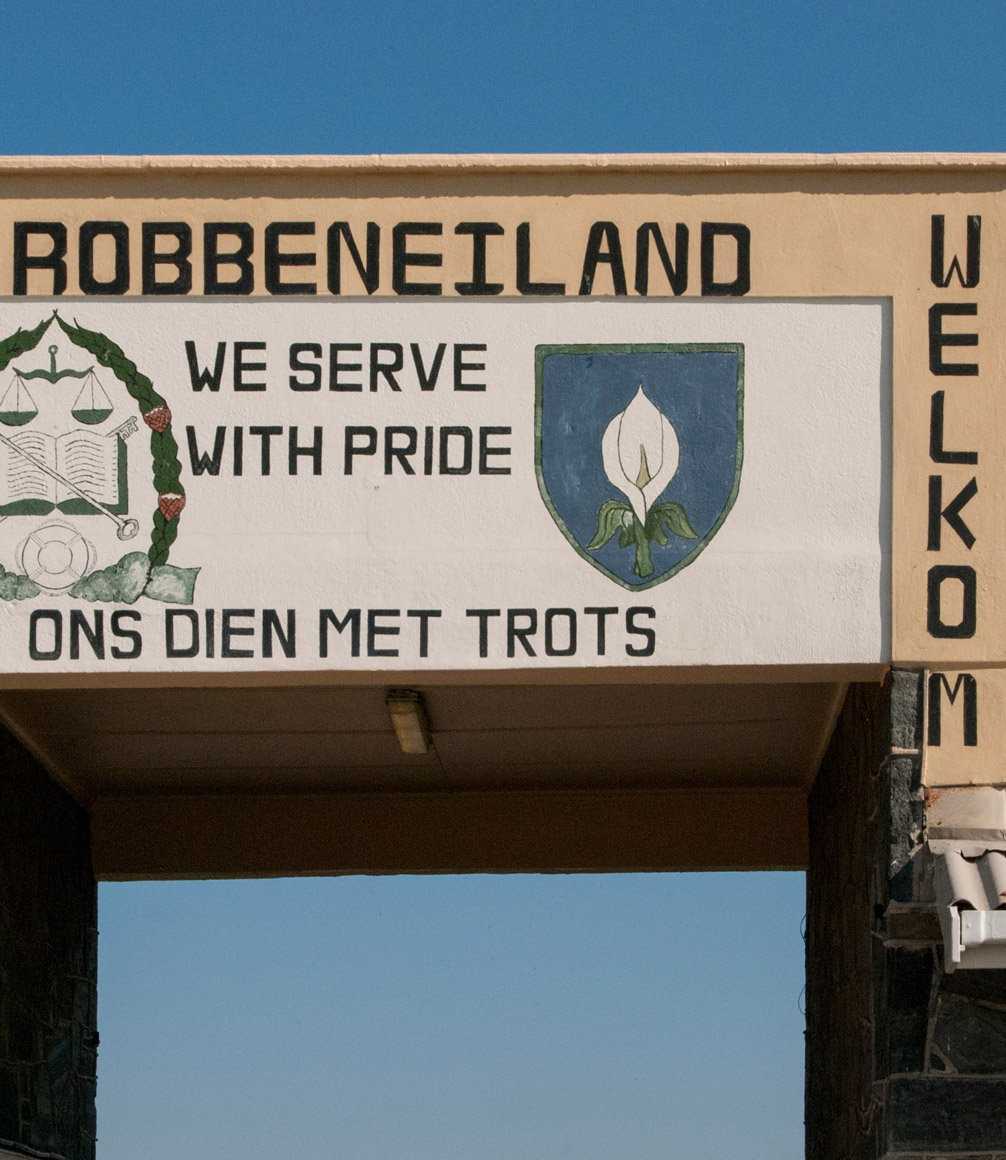 ROBBENEILAND
WE SERVE
WITH PRIDE
ONS DIEN MET TROTS
WELKOM